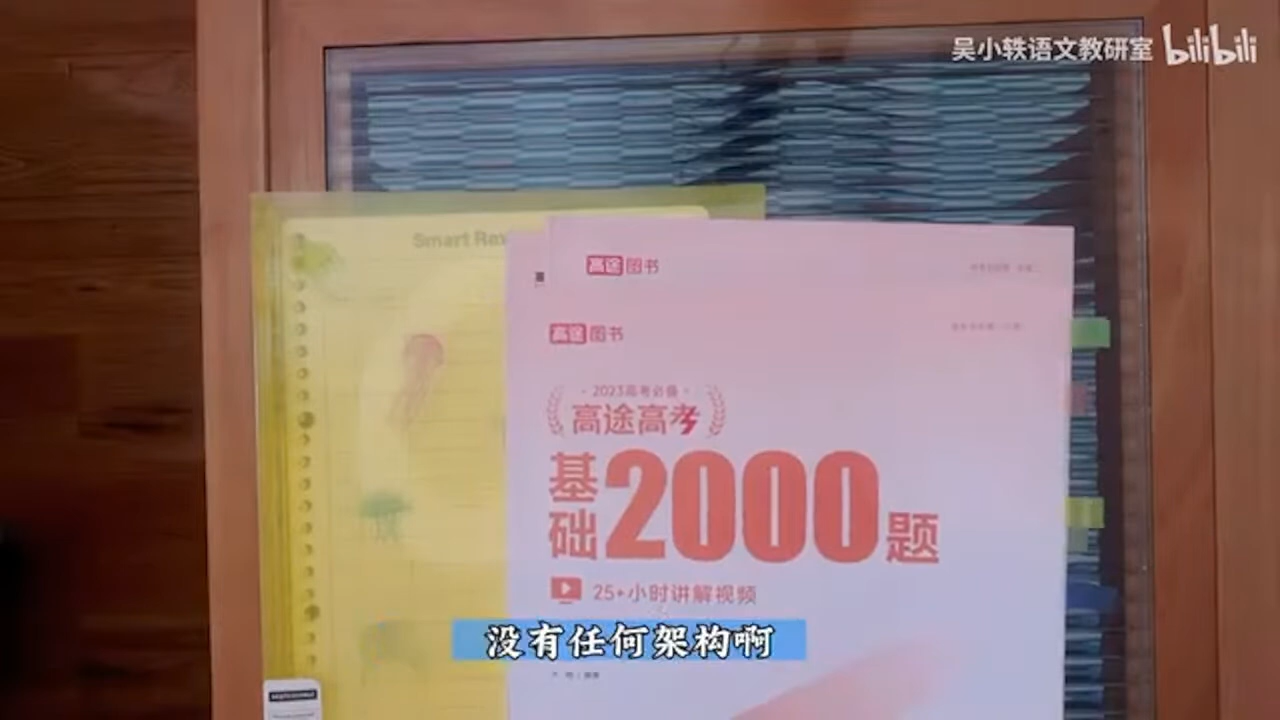 吴小轶语文教研室 bilibili
Smart
高途图书
高途图书
·2023高考必备·
高途高考
基础2000题
25+小时讲解视频
没有任何架构啊